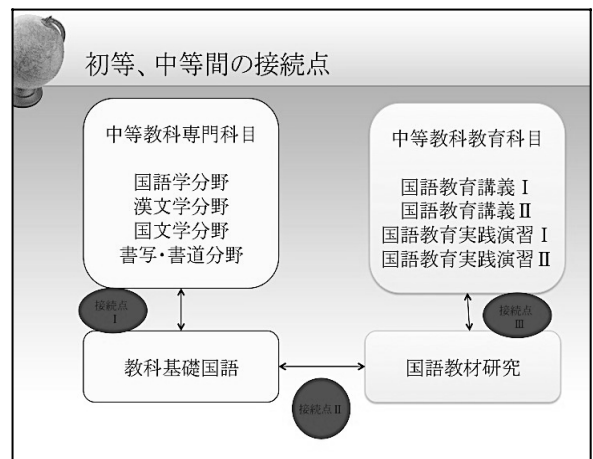 初等、中等間の接続点
中等教科専門科目
国語学分野
漢文学分野
国文学分野
書写・書道分野
中等教科教育科目
国語教育講義Ⅰ
国語教育講義Ⅱ
国語教育実践演習Ⅰ
国語教育実践演習Ⅱ
接続点
Ⅰ
接続点
Ⅲ
教科基礎国語
国語教材研究
接続点Ⅱ